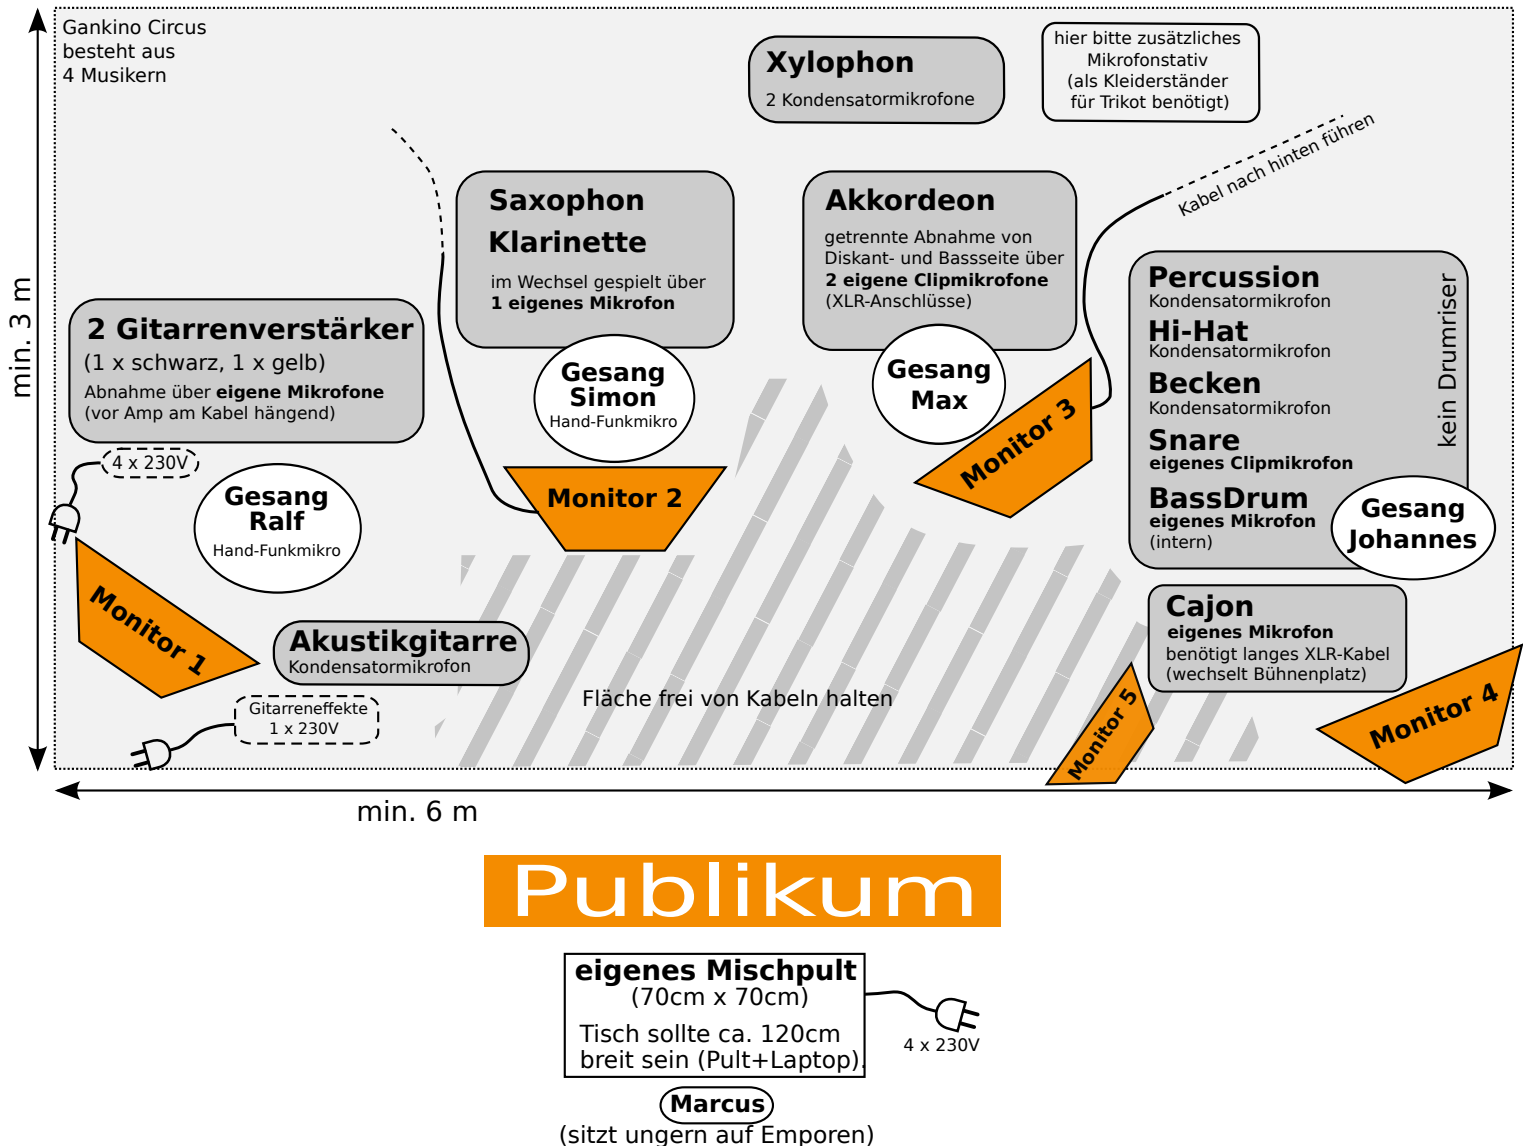 Gankino Circus
besteht aus
4 Musikern
Xylophon
2 Kondensatormikrofone
hier bitte zusätzliches
Mikrofonstativ
(als Kleiderständer
für Trikot benötigt)
Kabel nach hinten führen
Saxophon
Klarinette
im Wechsel gespielt über
1 eigenes Mikrofon
Gesang
Simon
Hand-Funkmikro
Akkordeon
getrennte Abnahme von
Diskant- und Bassseite über
2 eigene Clipmikrofone
(XLR-Anschlüsse)
Gesang
Max
Percussion
Kondensatormikrofon
Hi-Hat
Kondensatormikrofon
Becken
Kondensatormikrofon
Snare
eigenes Clipmikrofon
BassDrum
eigenes Mikrofon
(intern)
kein Drumriser
Gesang
Johannes
2 Gitarrenverstärker
(1 x schwarz, 1 x gelb)
Abnahme über eigene Mikrofone
(vor Amp am Kabel hängend)
4 x 230V
Gesang
Ralf
Hand-Funkmikro
Monitor 1
Monitor 2
Monitor 3
Akustikgitarre
Kondensatormikrofon
Gitarreneffekte
1 x 230V
Fläche frei von Kabeln halten
Cajon
eigenes Mikrofon
benötigt langes XLR-Kabel
(wechselt Bühnenplatz)
Monitor 5
Monitor 4
min. 3 m
min. 6 m
Publikum
eigenes Mischpult
(70cm x 70cm)
Tisch sollte ca. 120cm
breit sein (Pult+Laptop).
4 x 230V
Marcus
(sitzt ungern auf Emporen)